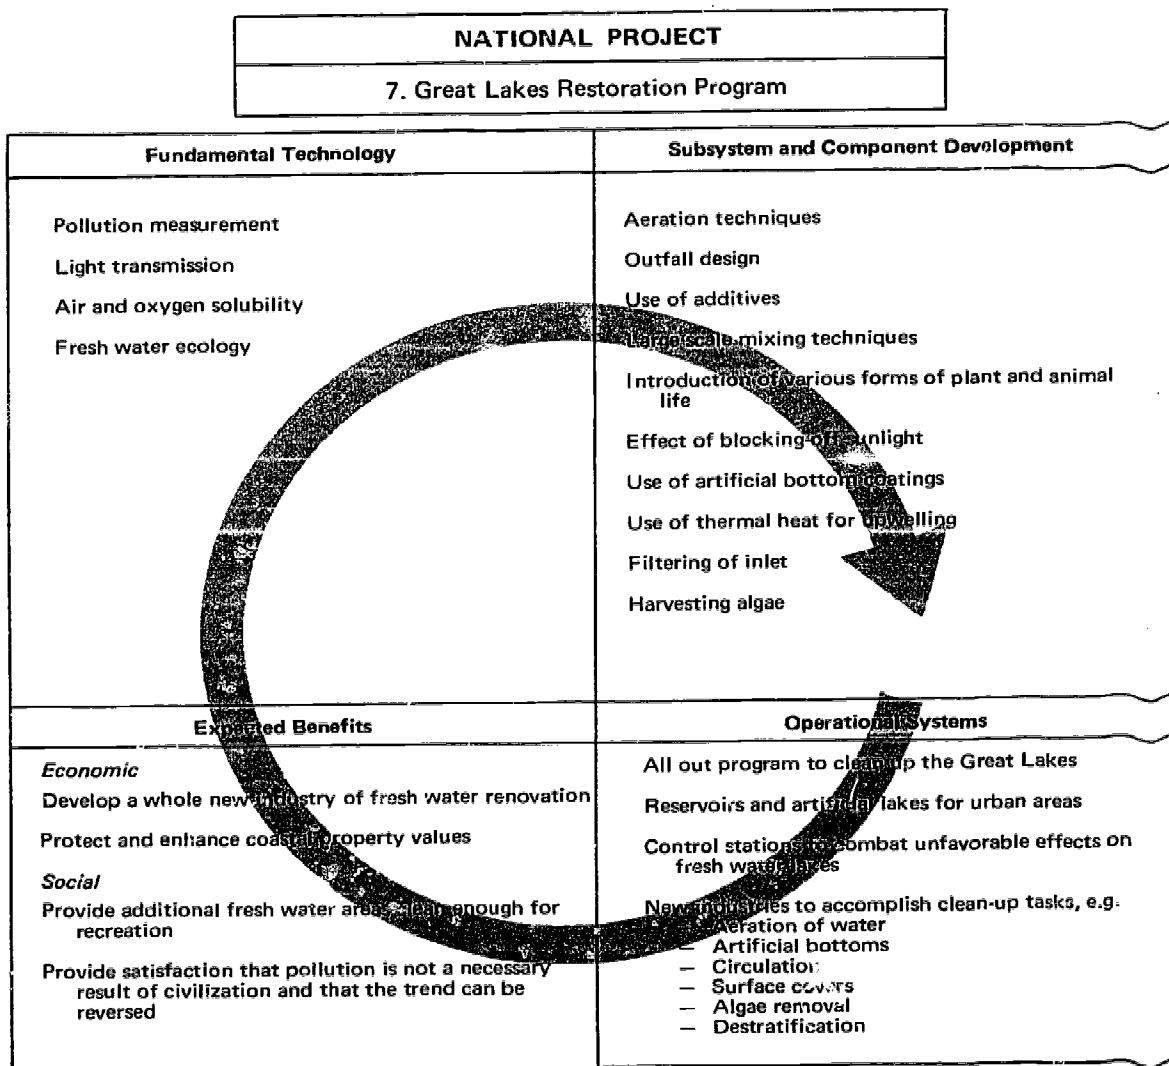 NATIONAL PROJECT
7. Great Lakes Restoration Program
Fundamental Technology
Pollution measurement
Light transmission
Air and oxygen solubility
Fresh water ecology
Subsystem and Component Development
Aeration techniques
Outfall design
Use of additives
Large scale mixing techniques
Introduction of various forms of plant and animal
life
Effect of blocking off sunlight
Use of artificial bottom coatings
Use of thermal heat for upwelling
Filtering of inlet
Harvesting algae
Expected Benefits
Economic
Develop a whole new industry of fresh water renovation
Protect and enhance coastal property values
Social
Provide additional fresh water areas clean enough for
recreation
Provide satisfaction that pollution is not a necessary
result of civilization and that the trend can be
reversed
Operational Systems
All out program to clean up the Great Lakes
Reservoirs and artificial lakes for urban areas
Control stations to combat unfavorable effects on
fresh water lakes
New industries to accomplish clean-up tasks, e.g.
Aeration of water
— Artificial bottoms
— Circulation
— Surface covers
— Algae removal
— Destratification